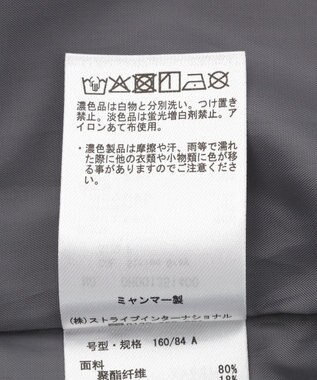 濃色品は白物と分別洗い。つけ置き
禁止。淡色品は蛍光増白剤禁止。ア
イロンあて布使用。
・濃色製品は摩擦や汗、雨等で濡れ
た際に他の衣類や小物類に色が移
る事がありますのでご注意くださ
い。
ミャンマー製
(株)ストライプインターナショナル
号型・规格 160/84 A
面料
聚酯纤维 80%
18%